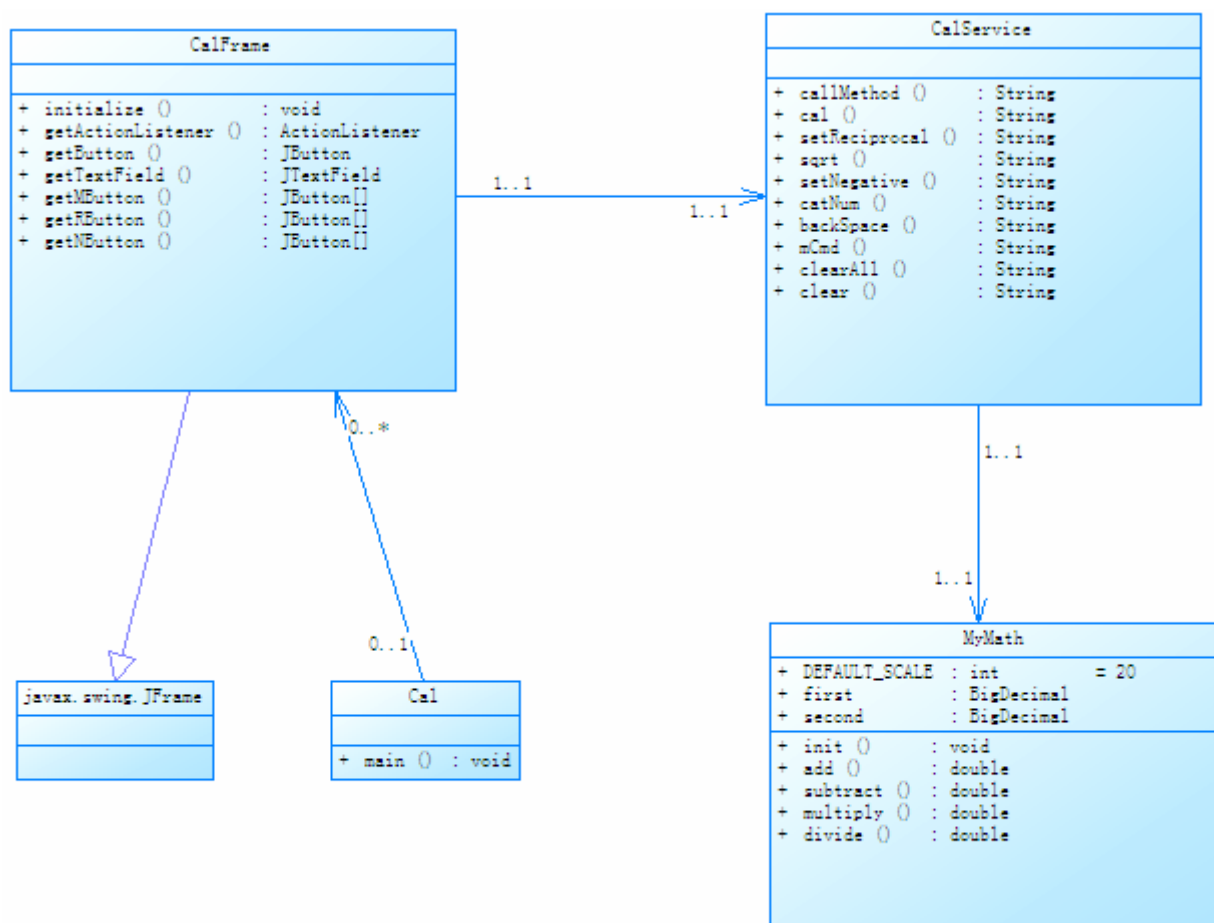 CalFrame
+ initialize () : void
+ getActionListener () : ActionListener
+ getButton () : JButton
+ getTextField () : JTextField
+ getMButton () : JButton[]
+ getRButton () : JButton[]
+ getNButton () : JButton[]
1..1
1..1
CalService
+ callMethod () : String
+ cal () : String
+ setReciprocal () : String
+ sqrt () : String
+ setNegative () : String
+ catNum () : String
+ backSpace () : String
+ mCmd () : String
+ clearAll () : String
+ clear () : String
0..*
0..1
1..1
1..1
javax.swing.JFrame
Cal
+ main () : void
MyMath
+ DEFAULT_SCALE : int = 20
+ first : BigDecimal
+ second : BigDecimal
+ init () : void
+ add () : double
+ subtract () : double
+ multiply () : double
+ divide () : double